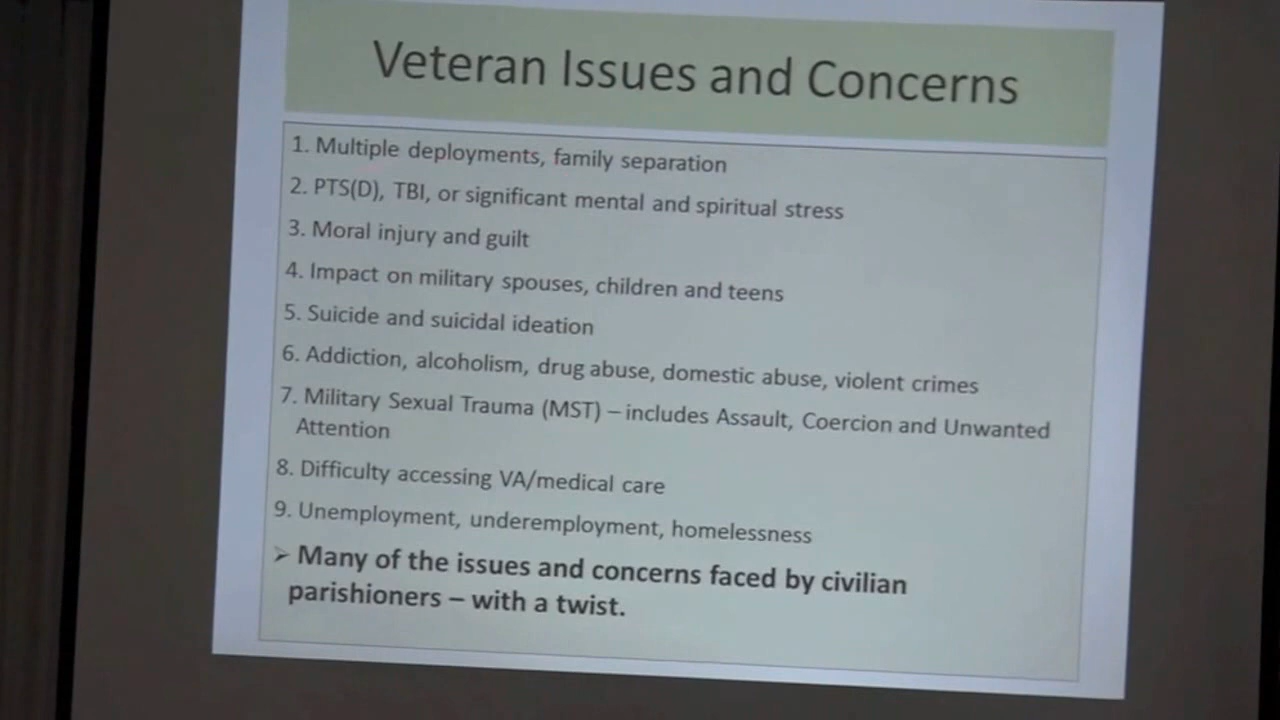 Veteran Issues and Concerns
1. Multiple deployments, family separation
2. PTS(D), TBI, or significant mental and spiritual stress
3. Moral injury and guilt
4. Impact on military spouses, children and teens
5. Suicide and suicidal ideation
6. Addiction, alcoholism, drug abuse, domestic abuse, violent crimes
7. Military Sexual Trauma (MST) – includes Assault, Coercion and Unwanted
Attention
8. Difficulty accessing VA/medical care
9. Unemployment, underemployment, homelessness
➢ Many of the issues and concerns faced by civilian
parishioners – with a twist.